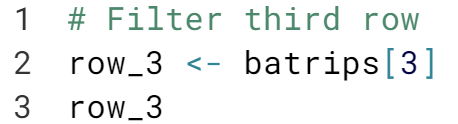 1 # Filter third row
2 row_3 <- batrips[3]
3 row_3